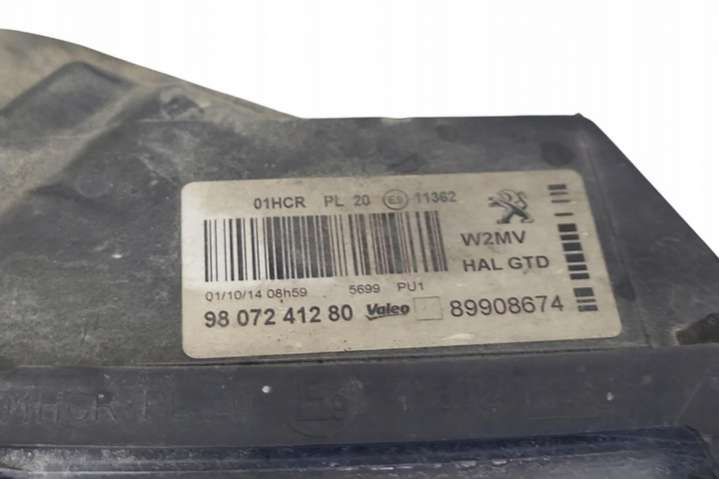 01HCR PL 20 E9 11362
W2MV
HAL GTD
01/10/14 08h59 5699 PU1
98 072 412 80 Valeo 89908674